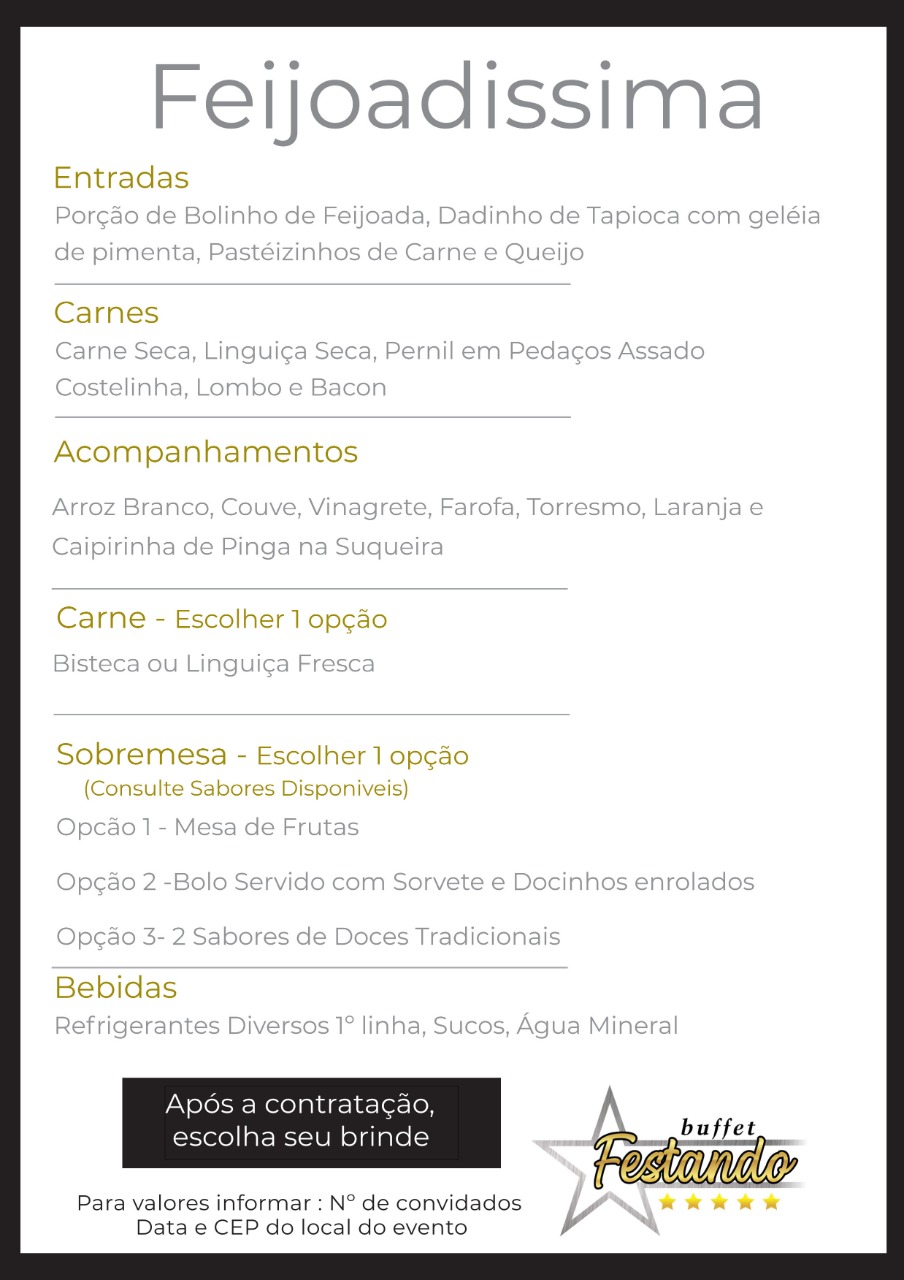 Feijoadissima
Entradas
Porção de Bolinho de Feijoada, Dadinho de Tapioca com geléia
de pimenta, Pastéizinhos de Carne e Queijo
Carnes
Carne Seca, Linguiça Seca, Pernil em Pedaços Assado
Costelinha, Lombo e Bacon
Acompanhamentos
Arroz Branco, Couve, Vinagrete, Farofa, Torresmo, Laranja e
Caipirinha de Pinga na Suqueira
Carne - Escolher 1 opção
Bisteca ou Linguiça Fresca
Sobremesa - Escolher 1 opção
(Consulte Sabores Disponiveis)
Opcão 1 - Mesa de Frutas
Opção 2 -Bolo Servido com Sorvete e Docinhos enrolados
Opção 3- 2 Sabores de Doces Tradicionais
Bebidas
Refrigerantes Diversos 1º linha, Sucos, Água Mineral
Após a contratação,
escolha seu brinde
Para valores informar : Nº de convidados
Data e CEP do local do evento
buffet
Festando